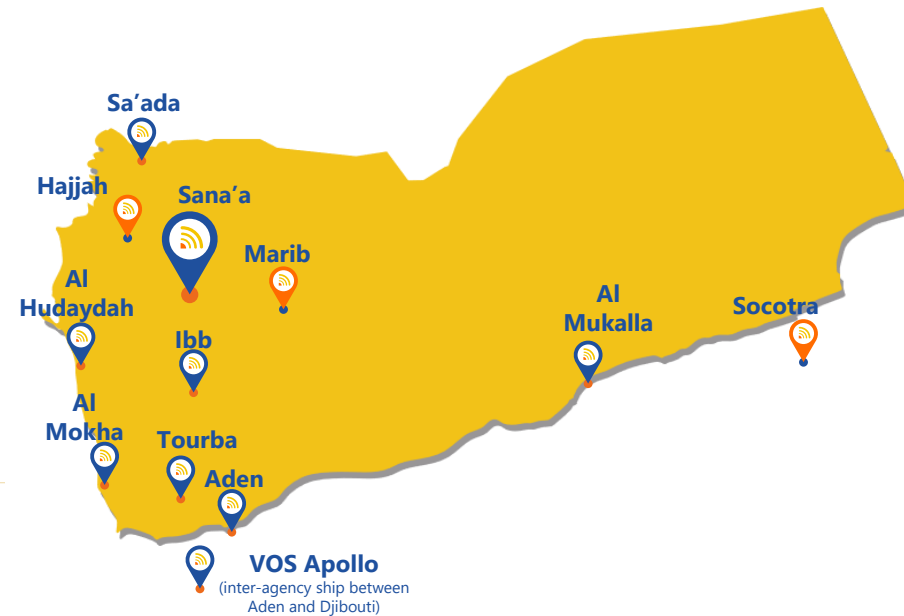 Sa’ada
Hajjah
Sana’a
Marib
Al
Hudaydah
Ibb
Al
Mukalla
Socotra
Al
Mokha
Tourba
Aden
VOS Apollo
(inter-agency ship between
Aden and Djibouti)